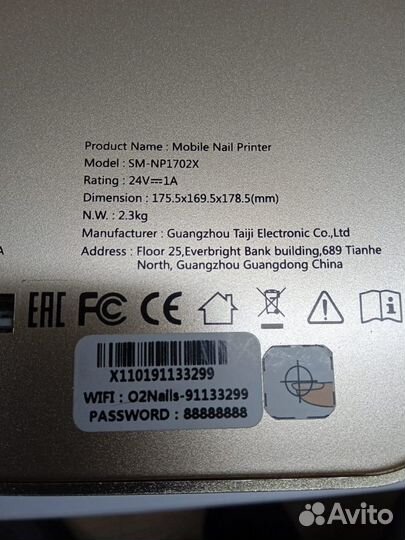 Product Name : Mobile Nail Printer
Model : SM-NP1702X
Rating : 24V⎓1A
Dimension : 175.5x169.5x178.5(mm)
N.W. : 2.3kg
Manufacturer : Guangzhou Taiji Electronic Co.,Ltd
A
Address : Floor 25,Everbright Bank building,689 Tianhe
North, Guangzhou Guangdong China
EAC FC CE
X110191133299
WIFI : O2Nails-91133299
PASSWORD : 88888888
Avito